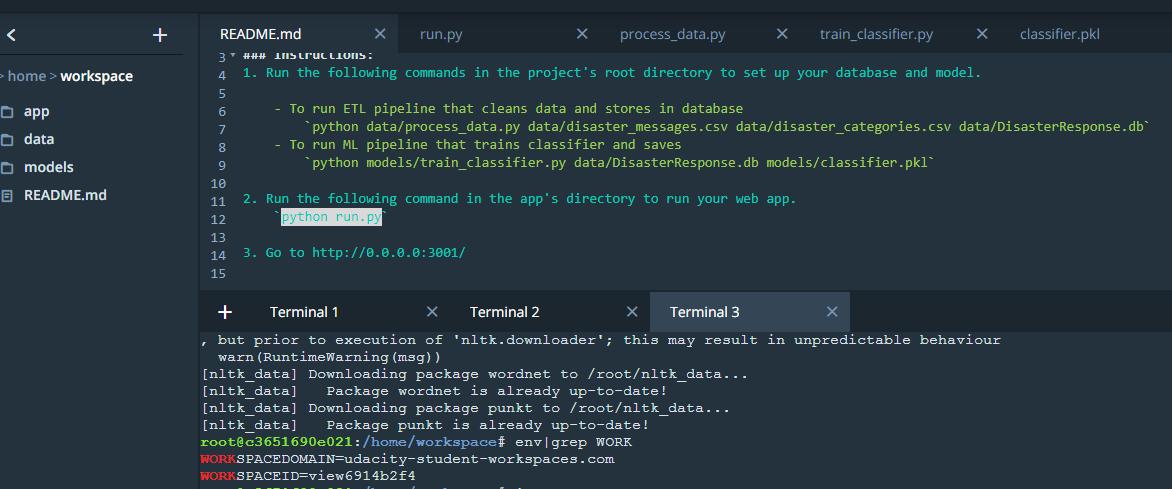 README.md run.py process_data.py train_classifier.py classifier.pkl
> home > workspace
app
data
models
README.md
3 ### Instructions:
4 1. Run the following commands in the project's root directory to set up your database and model.
5
6 - To run ETL pipeline that cleans data and stores in database
7 `python data/process_data.py data/disaster_messages.csv data/disaster_categories.csv data/DisasterResponse.db`
8 - To run ML pipeline that trains classifier and saves
9 `python models/train_classifier.py data/DisasterResponse.db models/classifier.pkl`
10
11 2. Run the following command in the app's directory to run your web app.
12 `python run.py`
13
14 3. Go to http://0.0.0.0:3001/
15
Terminal 1 Terminal 2 Terminal 3
, but prior to execution of 'nltk.downloader'; this may result in unpredictable behaviour
warn(RuntimeWarning(msg))
[nltk_data] Downloading package wordnet to /root/nltk_data...
[nltk_data]   Package wordnet is already up-to-date!
[nltk_data] Downloading package punkt to /root/nltk_data...
[nltk_data]   Package punkt is already up-to-date!
root@c3651690e021:/home/workspace# env|grep WORK
WORKSPACEDOMAIN=udacity-student-workspaces.com
WORKSPACEID=view6914b2f4